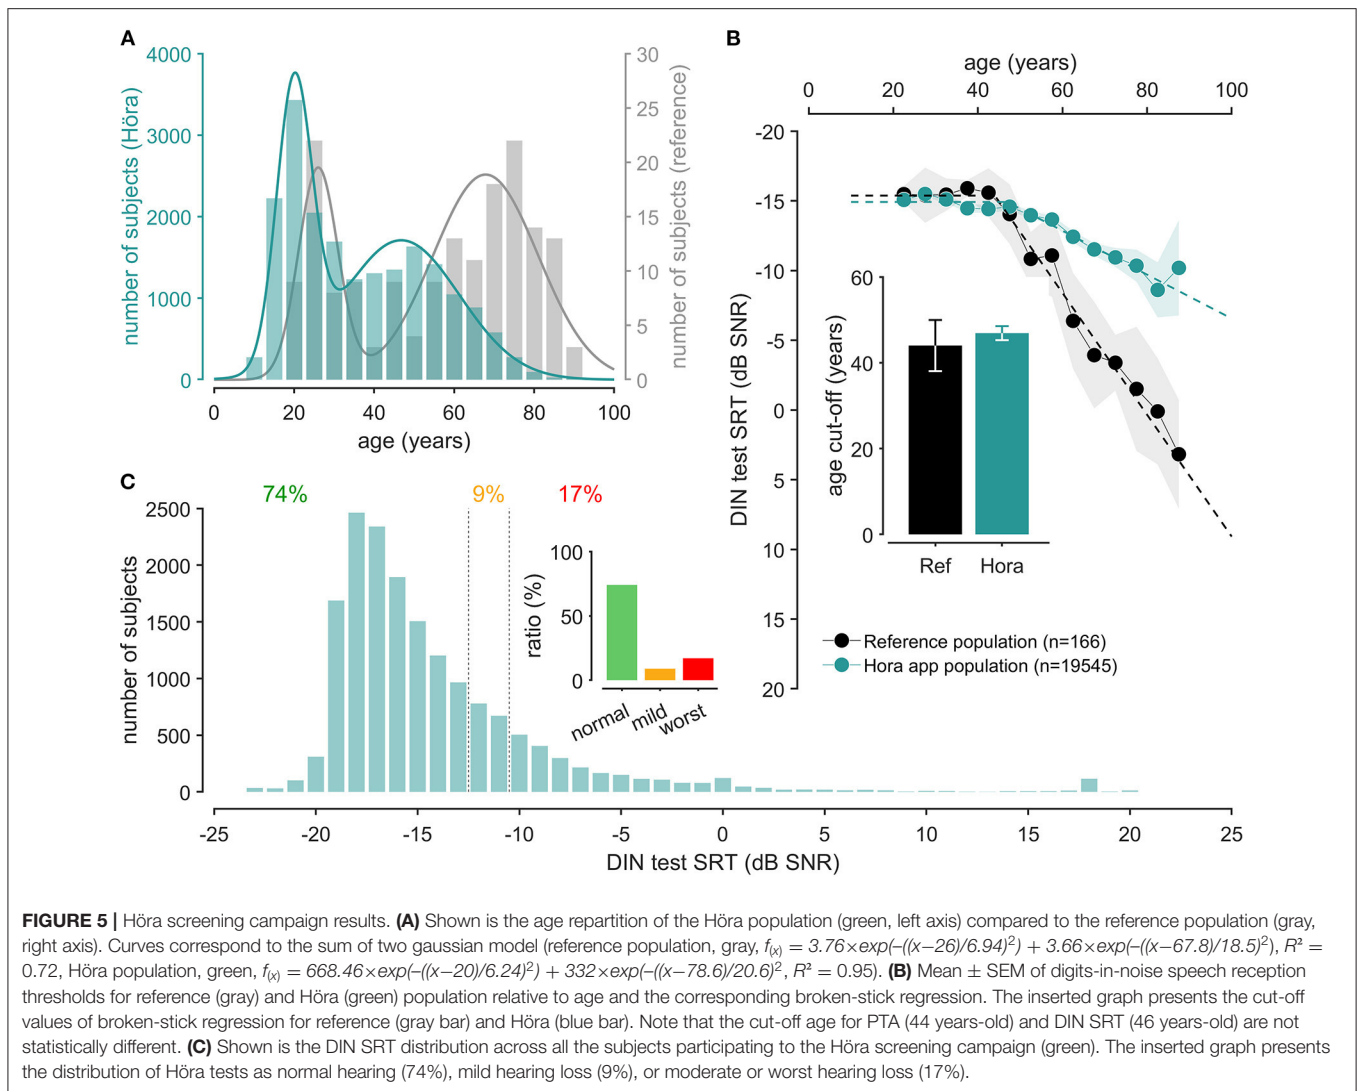 A
number of subjects (Höra)
4000
3000
2000
1000
0
number of subjects (reference)
30
25
20
15
10
5
0
0 20 40 60 80 100
age (years)
B
age (years)
0 20 40 60 80 100
DIN test SRT (dB SNR)
-20
-15
-10
-5
0
5
10
15
20
age cut-off (years)
60
40
20
0
Ref Hora
Reference population (n=166)
Hora app population (n=19545)
C
74% 9% 17%
number of subjects
2500
2000
1500
1000
500
0
ratio (%)
100
50
0
normal mild worst
-25 -20 -15 -10 -5 0 5 10 15 20 25
DIN test SRT (dB SNR)
FIGURE 5 | Höra screening campaign results. (A) Shown is the age repartition of the Höra population (green, left axis) compared to the reference population (gray,
right axis). Curves correspond to the sum of two gaussian model (reference population, gray, f(x) = 3.76×exp(–((x–26)/6.94)²) + 3.66×exp(–((x–67.8)/18.5)²), R² =
0.72, Höra population, green, f(x) = 668.46×exp(–((x–20)/6.24)²) + 332×exp(–((x–78.6)/20.6)², R² = 0.95). (B) Mean ± SEM of digits-in-noise speech reception
thresholds for reference (gray) and Höra (green) population relative to age and the corresponding broken-stick regression. The inserted graph presents the cut-off
values of broken-stick regression for reference (gray bar) and Höra (blue bar). Note that the cut-off age for PTA (44 years-old) and DIN SRT (46 years-old) are not
statistically different. (C) Shown is the DIN SRT distribution across all the subjects participating to the Höra screening campaign (green). The inserted graph presents
the distribution of Höra tests as normal hearing (74%), mild hearing loss (9%), or moderate or worst hearing loss (17%).